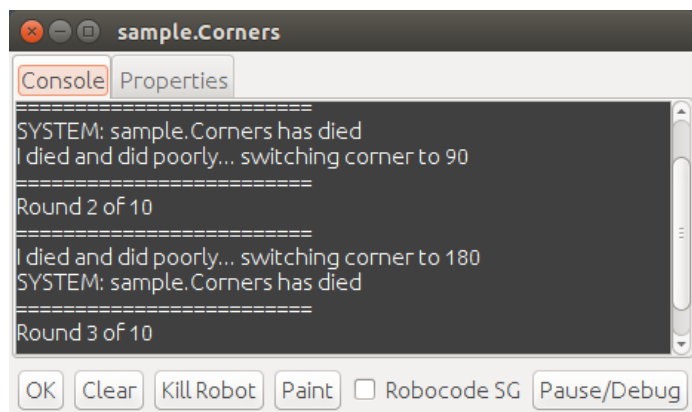 sample.Corners
Console Properties
=========================
SYSTEM: sample.Corners has died
I died and did poorly... switching corner to 90
=========================
Round 2 of 10
=========================
I died and did poorly... switching corner to 180
SYSTEM: sample.Corners has died
=========================
Round 3 of 10
OK Clear Kill Robot Paint Robocode SG Pause/Debug